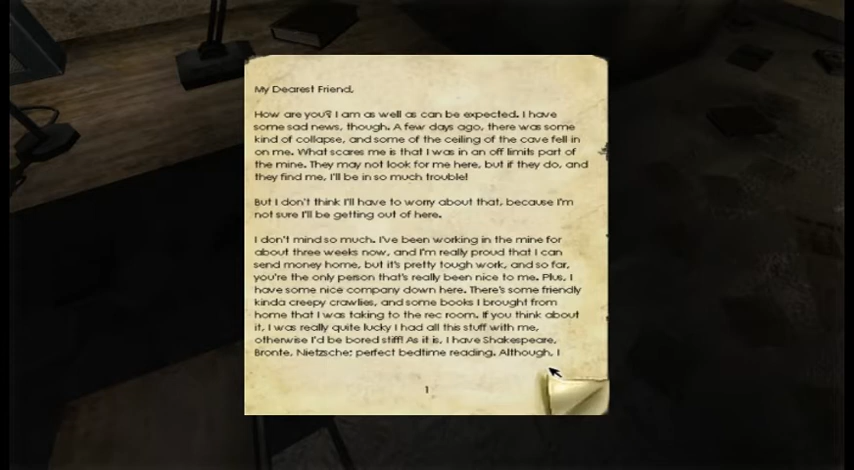 My Dearest Friend,
How are you? I am as well as can be expected. I have
some sad news, though. A few days ago, there was some
kind of collapse, and some of the ceiling of the cave fell in
on me. What scares me is that I was in an off limits part of
the mine. They may not look for me here, but if they do, and
they find me, I'll be in so much trouble!
But I don't think I'll have to worry about that, because I'm
not sure I'll be getting out of here.
I don't mind so much. I've been working in the mine for
about three weeks now, and I'm really proud that I can
send money home, but it's pretty tough work, and so far,
you're the only person that's really been nice to me. Plus, I
have some nice company down here. There's some friendly
kinda creepy crawlies, and some books I brought from
home that I was taking to the rec room. If you think about
it, I was really quite lucky I had all this stuff with me,
otherwise I'd be bored stiff! As it is, I have Shakespeare,
Bronte, Nietzsche; perfect bedtime reading. Although, I
1